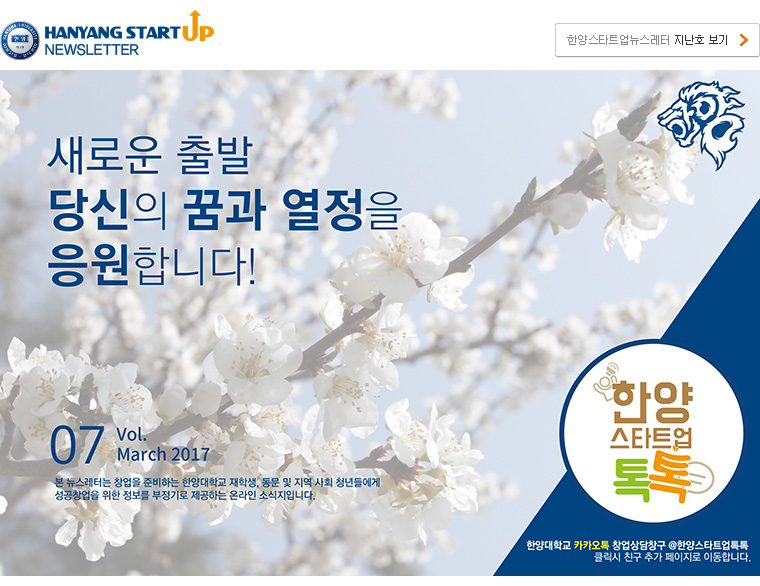 HANYANG STARTUP
NEWSLETTER
한양스타트업뉴스레터 지난호 보기
새로운 출발
당신의 꿈과 열정을
응원합니다!
07 Vol.
March 2017
본 뉴스레터는 창업을 준비하는 한양대학교 재학생, 동문 및 지역 사회 청년들에게
성공창업을 위한 정보를 부정기로 제공하는 온라인 소식지입니다.
한양
스타트업
톡톡
한양대학교 카카오톡 창업상담창구 @한양스타트업톡톡
클릭시 친구 추가 페이지로 이동합니다.